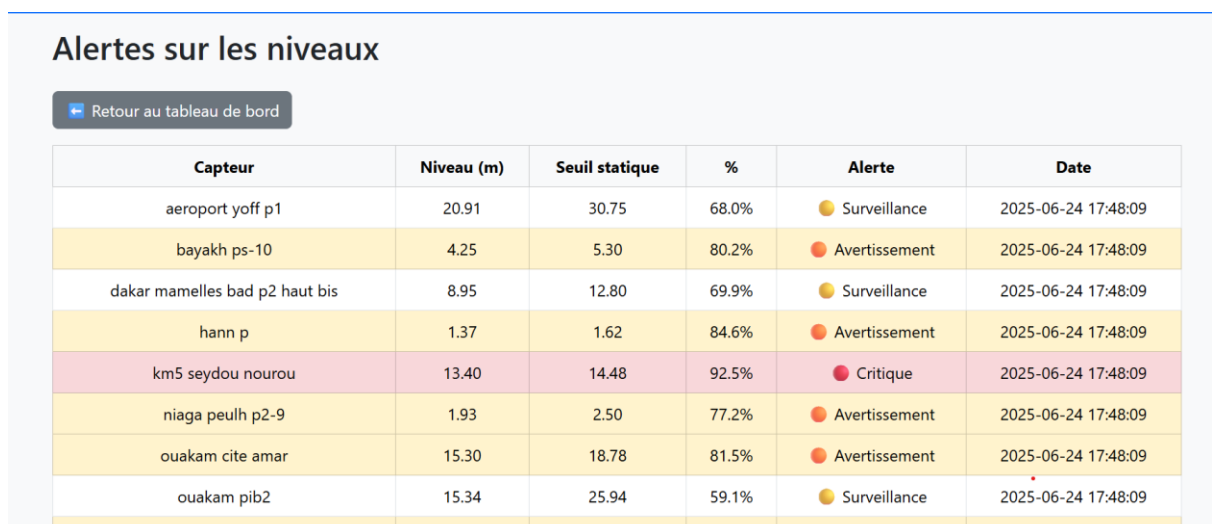 Alertes sur les niveaux
Retour au tableau de bord
Capteur Niveau (m) Seuil statique % Alerte Date
aeroport yoff p1 20.91 30.75 68.0% Surveillance 2025-06-24 17:48:09
bayakh ps-10 4.25 5.30 80.2% Avertissement 2025-06-24 17:48:09
dakar mamelles bad p2 haut bis 8.95 12.80 69.9% Surveillance 2025-06-24 17:48:09
hann p 1.37 1.62 84.6% Avertissement 2025-06-24 17:48:09
km5 seydou nourou 13.40 14.48 92.5% Critique 2025-06-24 17:48:09
niaga peulh p2-9 1.93 2.50 77.2% Avertissement 2025-06-24 17:48:09
ouakam cite amar 15.30 18.78 81.5% Avertissement 2025-06-24 17:48:09
ouakam pib2 15.34 25.94 59.1% Surveillance 2025-06-24 17:48:09